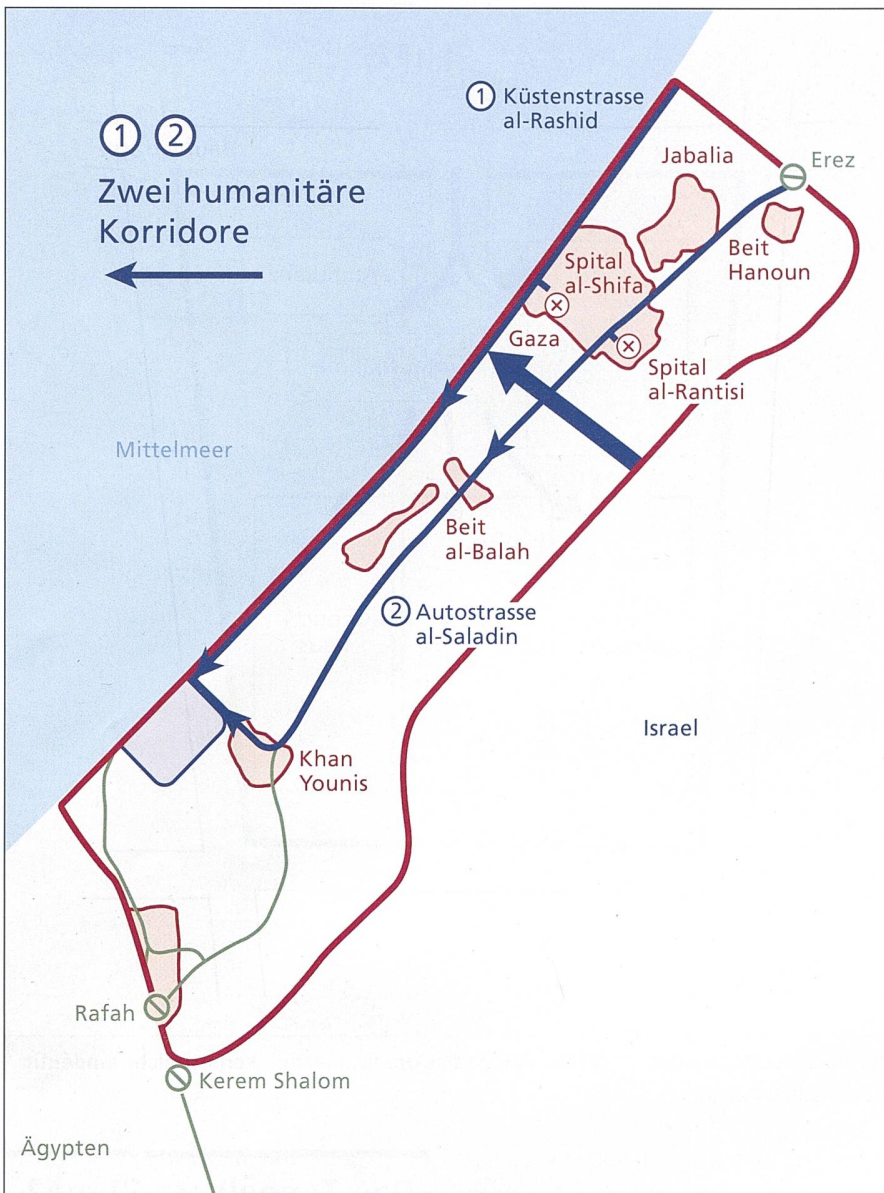 ① ②
Zwei humanitäre
Korridore
① Küstenstrasse
al-Rashid
Jabalia
Erez
Beit
Hanoun
Spital
al-Shifa
Gaza
Spital
al-Rantisi
Mittelmeer
Beit
al-Balah
② Autostrasse
al-Saladin
Israel
Khan
Younis
Rafah
Kerem Shalom
Ägypten